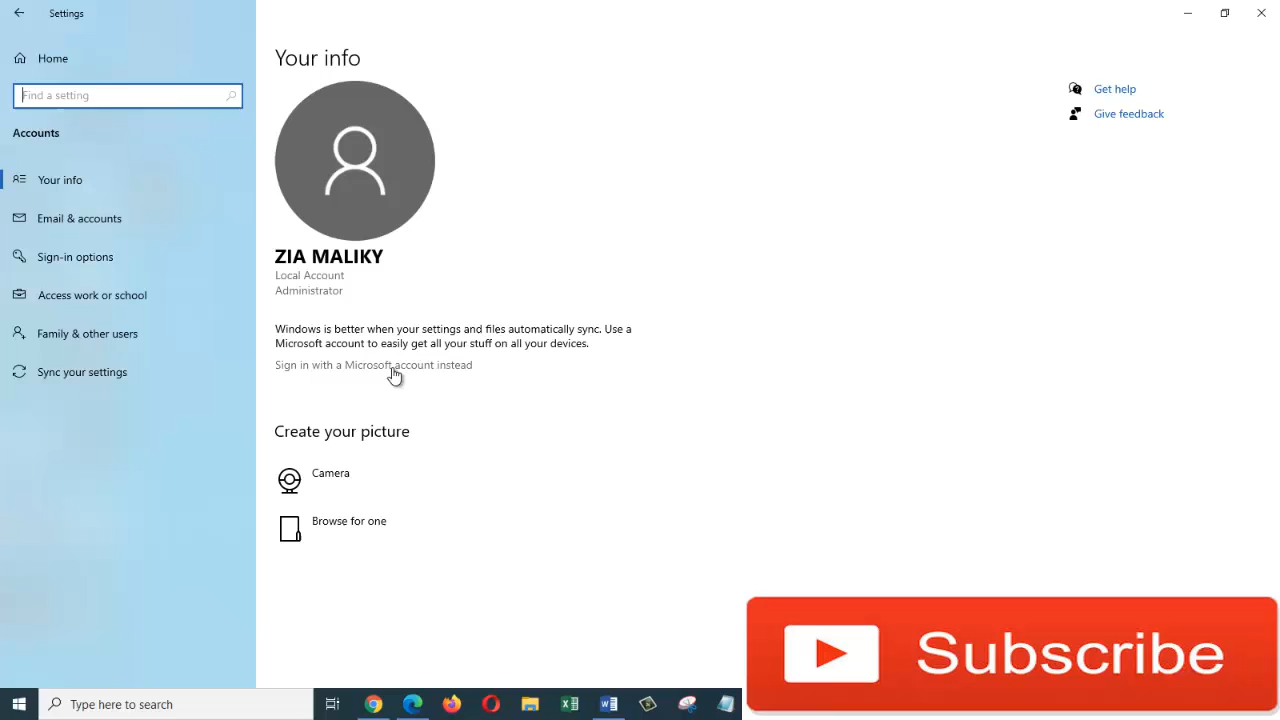 Settings
Home
Find a setting
Accounts
Your info
Email & accounts
Sign-in options
Access work or school
Family & other users
Sync your settings
Your info
ZIA MALIKY
Local Account
Administrator
Windows is better when your settings and files automatically sync. Use a
Microsoft account to easily get all your stuff on all your devices.
Sign in with a Microsoft account instead
Create your picture
Camera
Browse for one
Get help
Give feedback
Subscribe
Type here to search